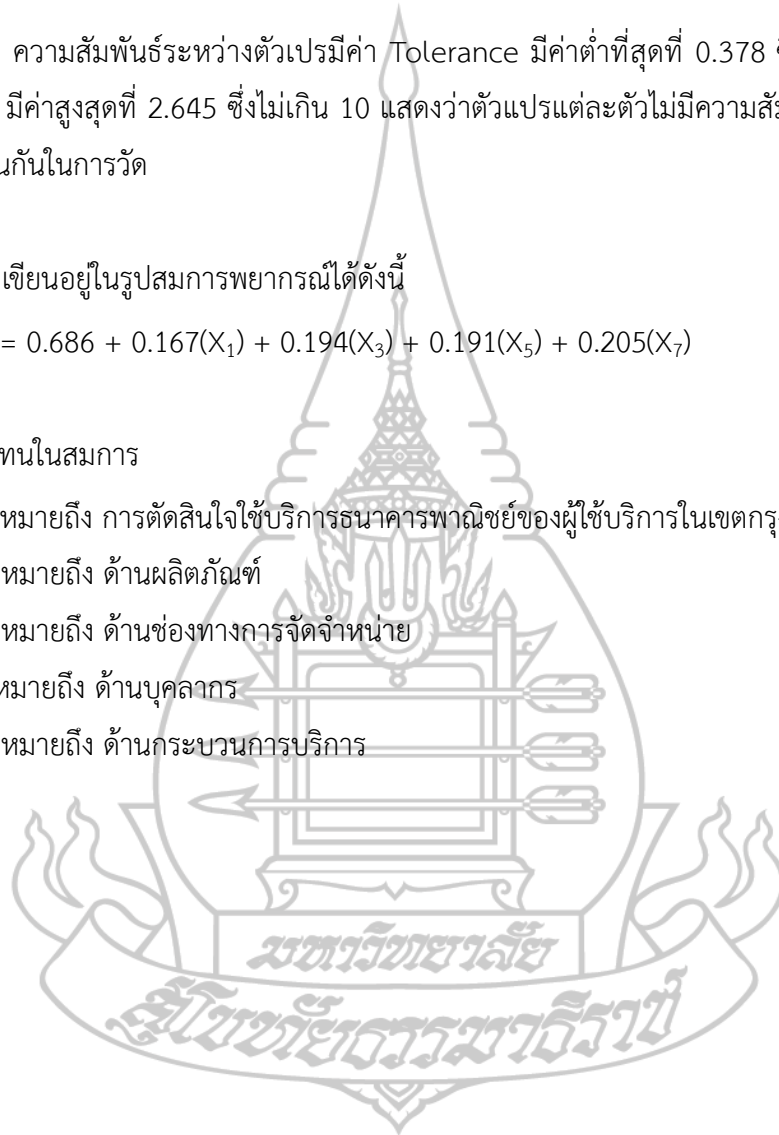 ความสัมพันธ์ระหว่างตัวเปรมีค่า Tolerance มีค่าต่ำที่สุดที่ 0.378
มีค่าสูงสุดที่ 2.645 ซึ่งไม่เกิน 10 แสดงว่าตัวแปรแต่ละตัวไม่มีความ
กันในการวัด
เขียนอยู่ในรูปสมการพยากรณ์ได้ดังนี้
= 0.686 + 0.167(X₁) + 0.194(X₃) + 0.191(X₅) + 0.205(X₇)
ทนในสมการ
หมายถึง การตัดสินใจใช้บริการธนาคารพาณิชย์ของผู้ใช้บริการในเขต
หมายถึง ด้านผลิตภัณฑ์
หมายถึง ด้านช่องทางการจัดจำหน่าย
หมายถึง ด้านบุคลากร
หมายถึง ด้านกระบวนการบริการ
มหาวิทยาลัย
สุโขทัยธรรมาธิราช